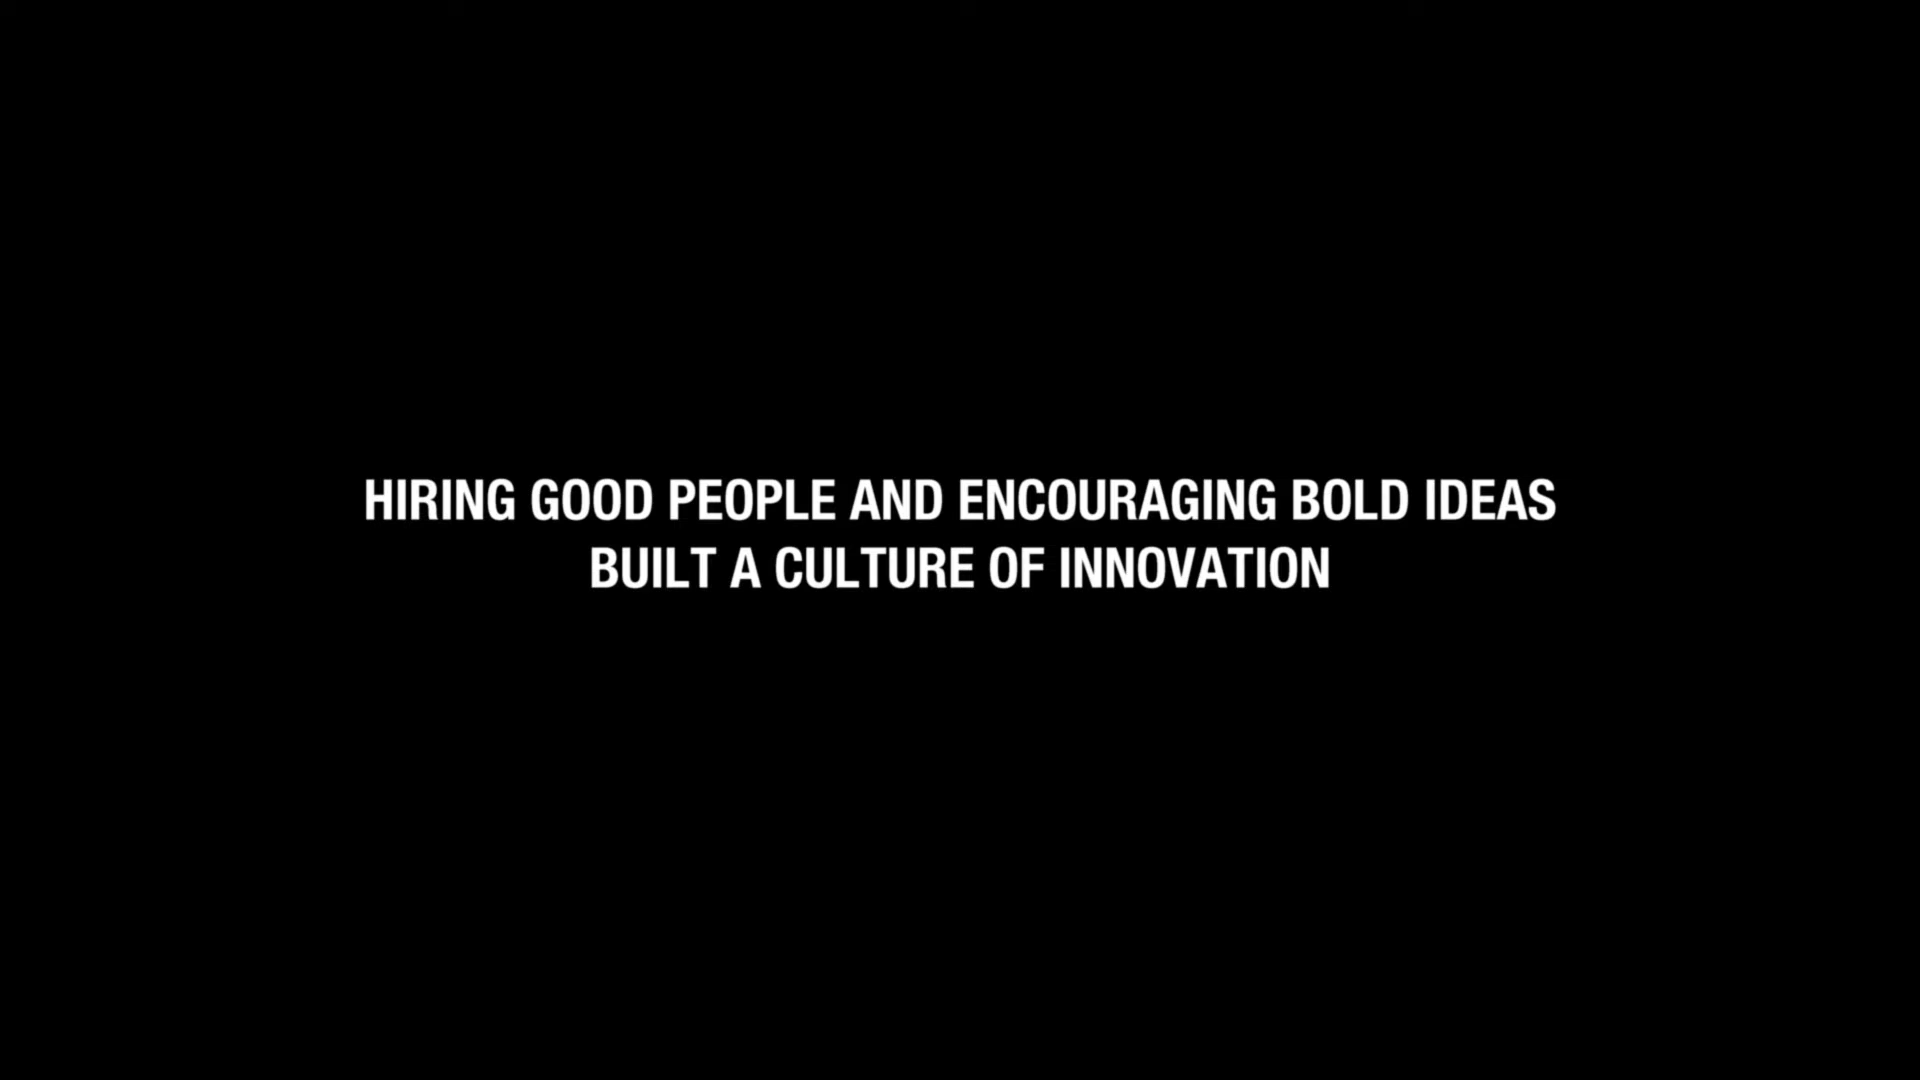 HIRING GOOD PEOPLE AND ENCOURAGING BOLD IDEAS
BUILT A CULTURE OF INNOVATION